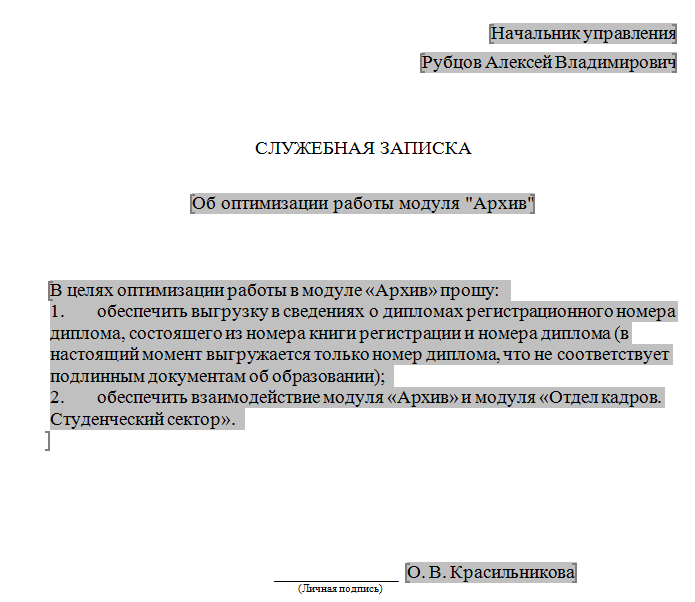 Начальник управления
Рубцов Алексей Владимирович
СЛУЖЕБНАЯ ЗАПИСКА
Об оптимизации работы модуля "Архив"
В целях оптимизации работы в модуле «Архив» прошу:
1. обеспечить выгрузку в сведениях о дипломах регистрационного номера
диплома, состоящего из номера книги регистрации и номера диплома (в
настоящий момент выгружается только номер диплома, что не соответствует
подлинным документам об образовании);
2. обеспечить взаимодействие модуля «Архив» и модуля «Отдел кадров.
Студенческий сектор».
О. В. Красильникова
(Личная подпись)